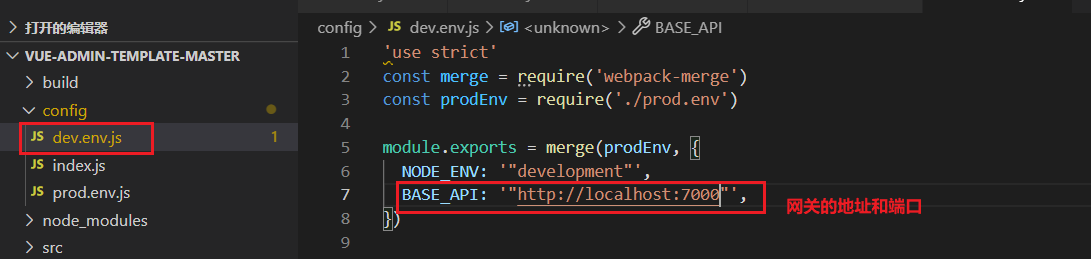 打开的编辑器
VUE-ADMIN-TEMPLATE-MASTER
build
config
JS dev.env.js 1
JS index.js
JS prod.env.js
node_modules
src
config > JS dev.env.js > <unknown> > BASE_API
1 'use strict'
2 const merge = require('webpack-merge')
3 const prodEnv = require('./prod.env')
4
5 module.exports = merge(prodEnv, {
6 NODE_ENV: '"development"',
7 BASE_API: '"http://localhost:7000"',
网关的地址和端口
8 })
9